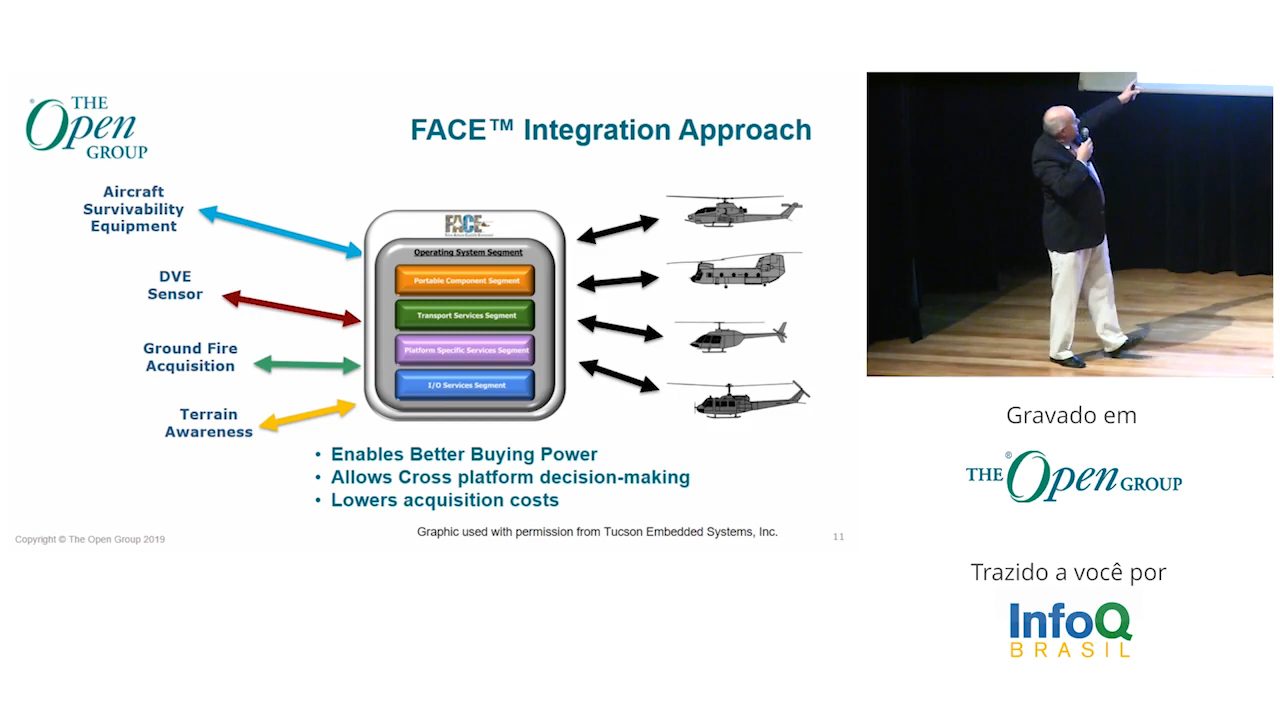 THE
Open
GROUP
®
FACE™ Integration Approach
Aircraft
Survivability
Equipment
DVE
Sensor
Ground Fire
Acquisition
Terrain
Awareness
FACE
Operating System Segment
Portable Component Segment
Transport Services Segment
Platform Specific Services Segment
I/O Services Segment
• Enables Better Buying Power
• Allows Cross platform decision-making
• Lowers acquisition costs
Graphic used with permission from Tucson Embedded Systems, Inc.
Copyright © The Open Group 2019
11
Gravado em
THE Open GROUP
®
Trazido a você por
InfoQ
BRASIL